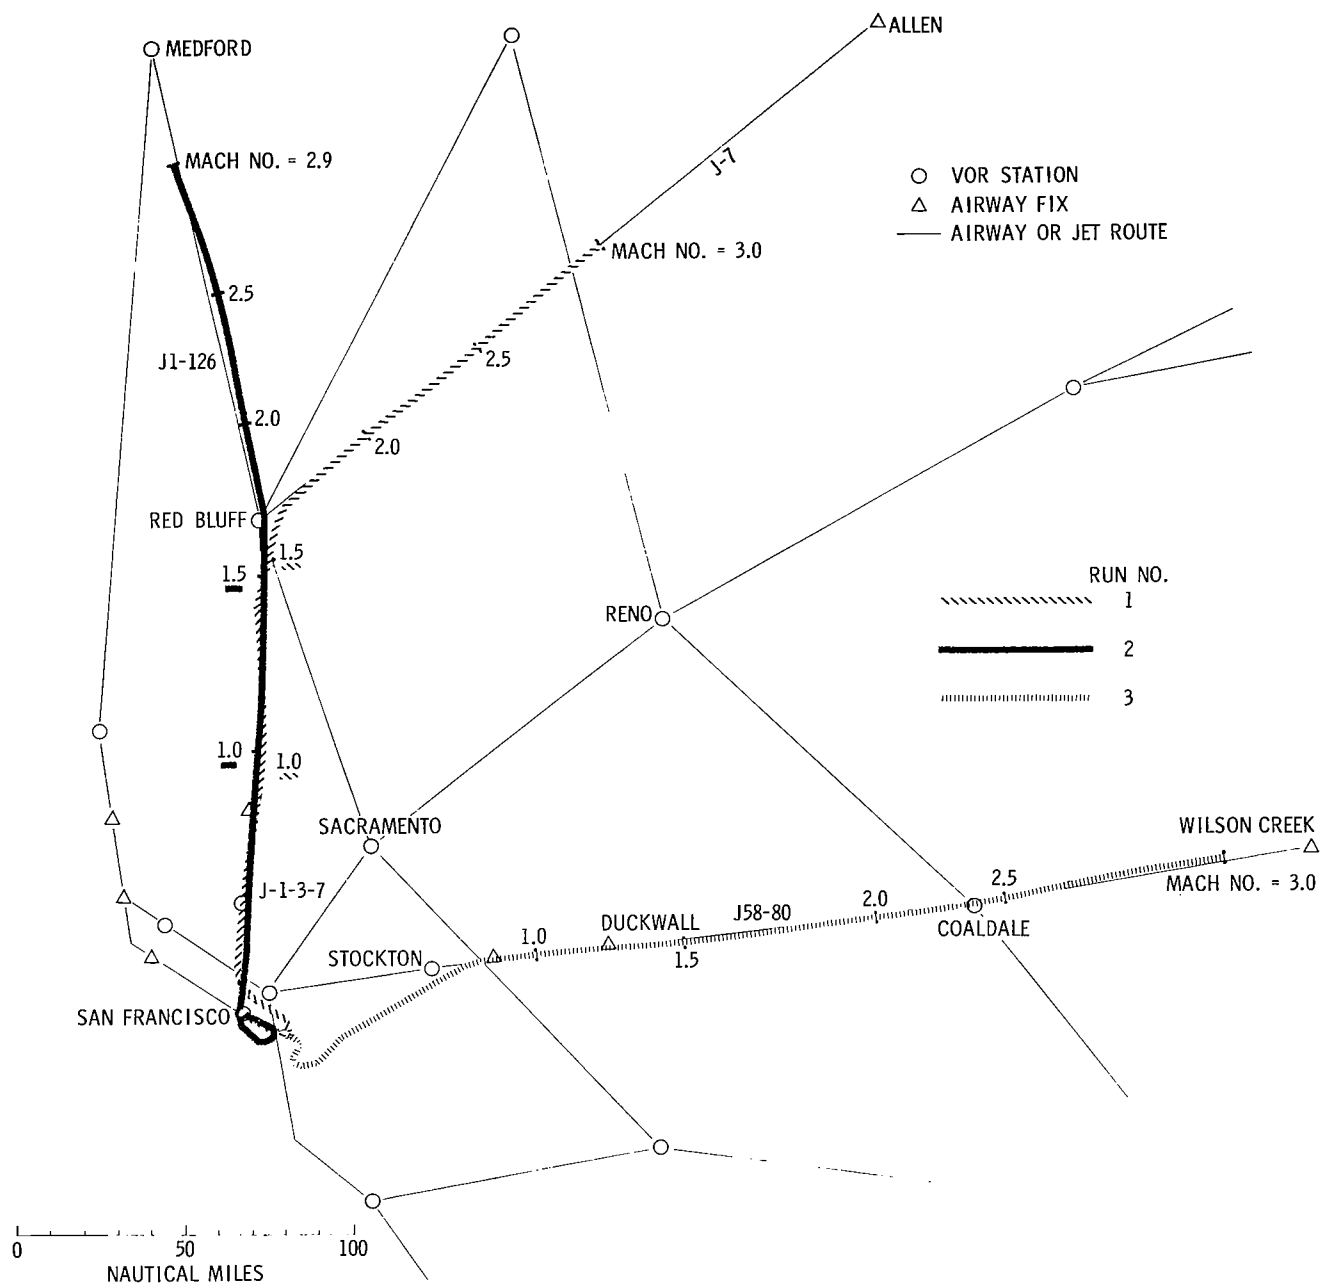 ALLEN
MEDFORD
J-7
MACH NO. = 2.9
VOR STATION
AIRWAY FIX
AIRWAY OR JET ROUTE
MACH NO. = 3.0
2.5
2.5
J1-126
2.0
2.0
RED BLUFF
1.5
1.5
RUN NO.
1
RENO
2
3
1.0
1.0
SACRAMENTO
WILSON CREEK
J-1-3-7
MACH NO. = 3.0
2.5
2.0
DUCKWALL
J58-80
COALDALE
1.0
1.5
STOCKTON
SAN FRANCISCO
0 50 100
NAUTICAL MILES